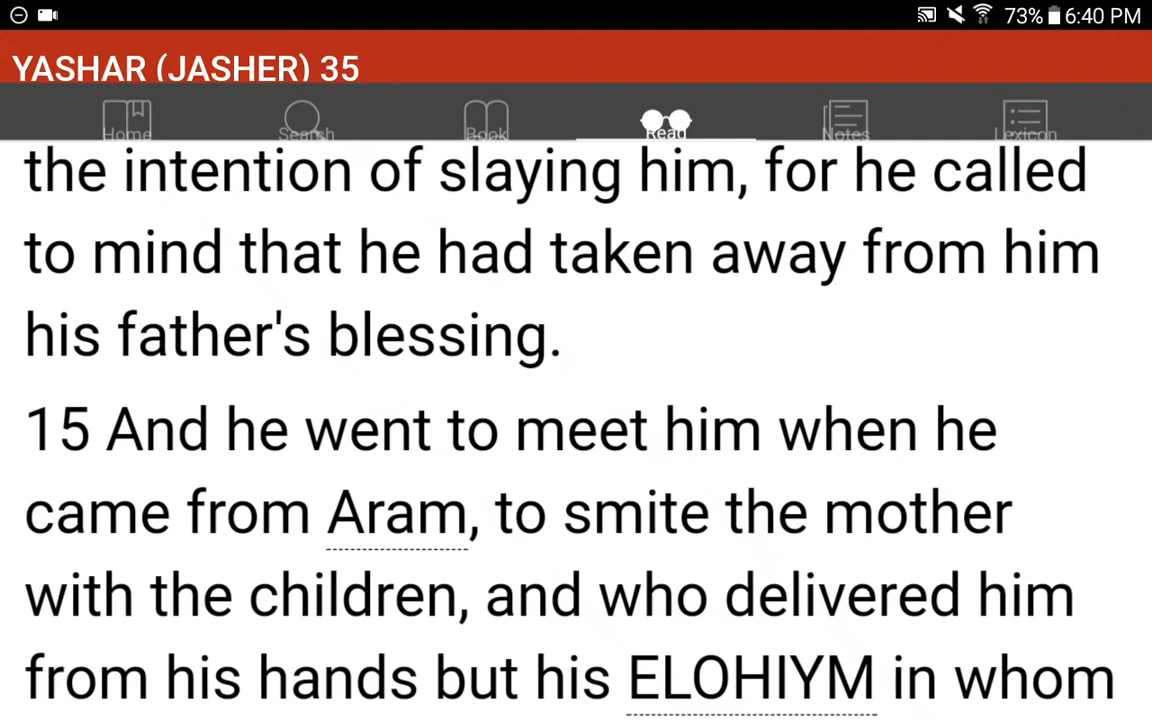 73% 6:40 PM
YASHAR (JASHER) 35
Home Search Book Read Notes Lexicon
the intention of slaying him, for he called
to mind that he had taken away from him
his father's blessing.
15 And he went to meet him when he
came from Aram, to smite the mother
with the children, and who delivered him
from his hands but his ELOHIYM in whom